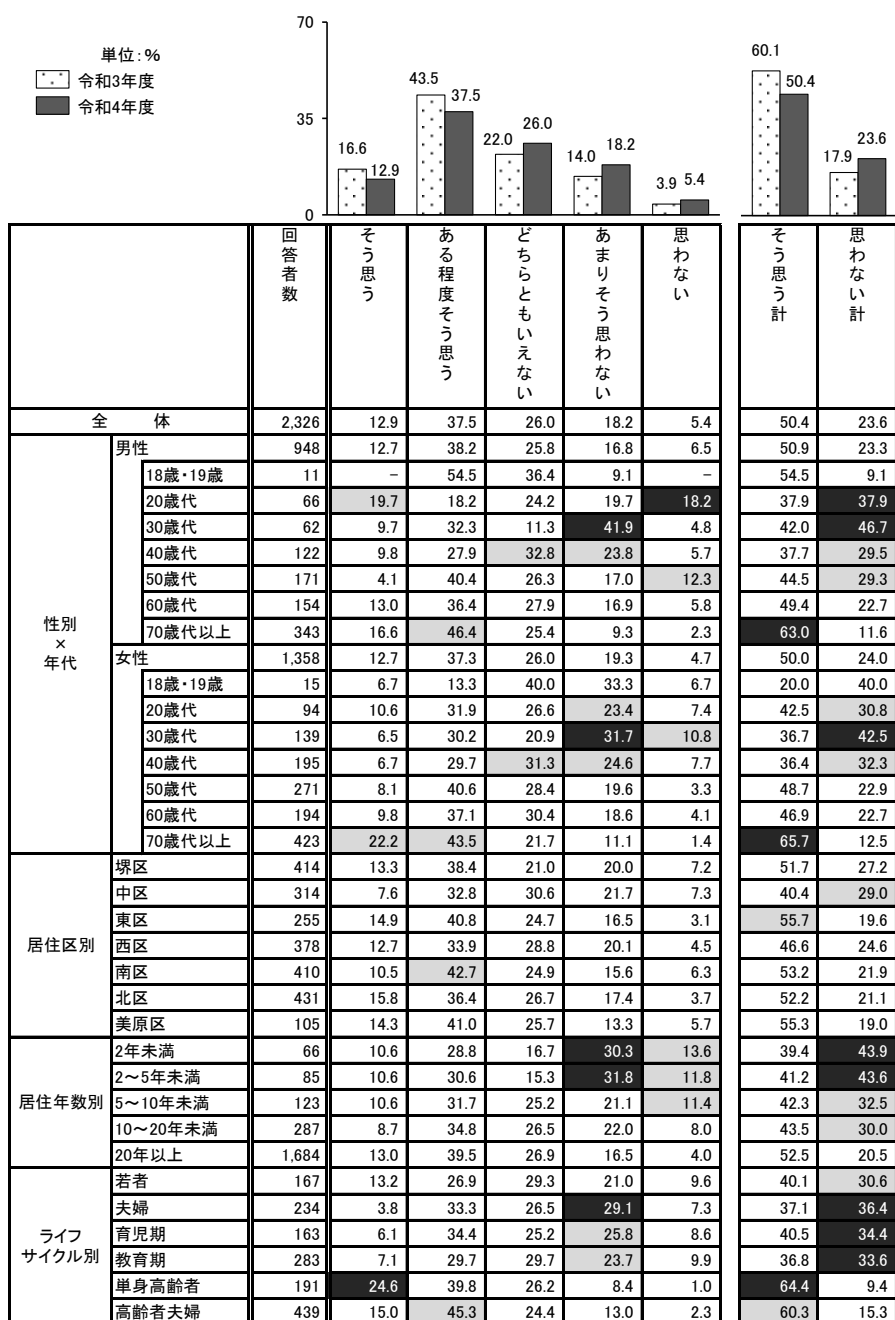 単位:%
令和3年度
令和4年度
70
35
0
16.6 12.9 43.5 37.5 22.0 26.0 14.0 18.2 3.9 5.4 60.1 50.4 17.9 23.6
回答者数 そう思う ある程度そう思う どちらともいえない あまりそう思わない 思わない そう思う計 思わない計
全 体 2,326 12.9 37.5 26.0 18.2 5.4 50.4 23.6
性別×年代
男性 948 12.7 38.2 25.8 16.8 6.5 50.9 23.3
18歳・19歳 11 − 54.5 36.4 9.1 − 54.5 9.1
20歳代 66 19.7 18.2 24.2 19.7 18.2 37.9 37.9
30歳代 62 9.7 32.3 11.3 41.9 4.8 42.0 46.7
40歳代 122 9.8 27.9 32.8 23.8 5.7 37.7 29.5
50歳代 171 4.1 40.4 26.3 17.0 12.3 44.5 29.3
60歳代 154 13.0 36.4 27.9 16.9 5.8 49.4 22.7
70歳代以上 343 16.6 46.4 25.4 9.3 2.3 63.0 11.6
女性 1,358 12.7 37.3 26.0 19.3 4.7 50.0 24.0
18歳・19歳 15 6.7 13.3 40.0 33.3 6.7 20.0 40.0
20歳代 94 10.6 31.9 26.6 23.4 7.4 42.5 30.8
30歳代 139 6.5 30.2 20.9 31.7 10.8 36.7 42.5
40歳代 195 6.7 29.7 31.3 24.6 7.7 36.4 32.3
50歳代 271 8.1 40.6 28.4 19.6 3.3 48.7 22.9
60歳代 194 9.8 37.1 30.4 18.6 4.1 46.9 22.7
70歳代以上 423 22.2 43.5 21.7 11.1 1.4 65.7 12.5
居住区別
堺区 414 13.3 38.4 21.0 20.0 7.2 51.7 27.2
中区 314 7.6 32.8 30.6 21.7 7.3 40.4 29.0
東区 255 14.9 40.8 24.7 16.5 3.1 55.7 19.6
西区 378 12.7 33.9 28.8 20.1 4.5 46.6 24.6
南区 410 10.5 42.7 24.9 15.6 6.3 53.2 21.9
北区 431 15.8 36.4 26.7 17.4 3.7 52.2 21.1
美原区 105 14.3 41.0 25.7 13.3 5.7 55.3 19.0
居住年数別
2年未満 66 10.6 28.8 16.7 30.3 13.6 39.4 43.9
2～5年未満 85 10.6 30.6 15.3 31.8 11.8 41.2 43.6
5～10年未満 123 10.6 31.7 25.2 21.1 11.4 42.3 32.5
10～20年未満 287 8.7 34.8 26.5 22.0 8.0 43.5 30.0
20年以上 1,684 13.0 39.5 26.9 16.5 4.0 52.5 20.5
ライフ
サイクル別
若者 167 13.2 26.9 29.3 21.0 9.6 40.1 30.6
夫婦 234 3.8 33.3 26.5 29.1 7.3 37.1 36.4
育児期 163 6.1 34.4 25.2 25.8 8.6 40.5 34.4
教育期 283 7.1 29.7 29.7 23.7 9.9 36.8 33.6
単身高齢者 191 24.6 39.8 26.2 8.4 1.0 64.4 9.4
高齢者夫婦 439 15.0 45.3 24.4 13.0 2.3 60.3 15.3